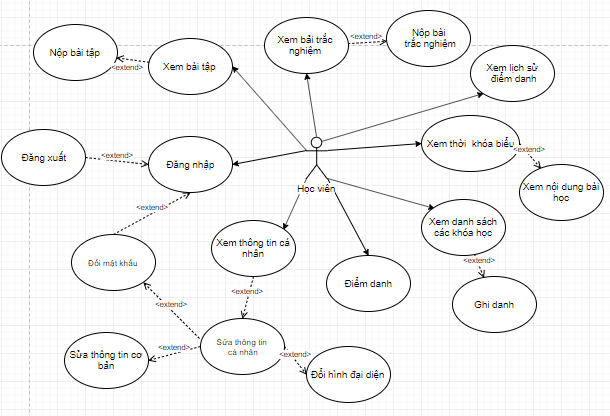 Nộp bài tập
<extend>
Xem bài tập
Xem bài trắc
nghiệm
<extend>
Nộp bài
trắc nghiệm
Xem lịch sử
điểm danh
Đăng xuất
<extend>
Đăng nhập
Xem thời khóa biểu
<extend>
Xem nội dung bài
học
Học viên
<extend>
Xem danh sách
các khóa học
Xem thông tin cá
nhân
Đổi mật khẩu
<extend>
Điểm danh
<extend>
Ghi danh
<extend>
Sửa thông tin
cá nhân
Sửa thông tin cơ
bản
<extend>
<extend>
Đổi hình đại diện